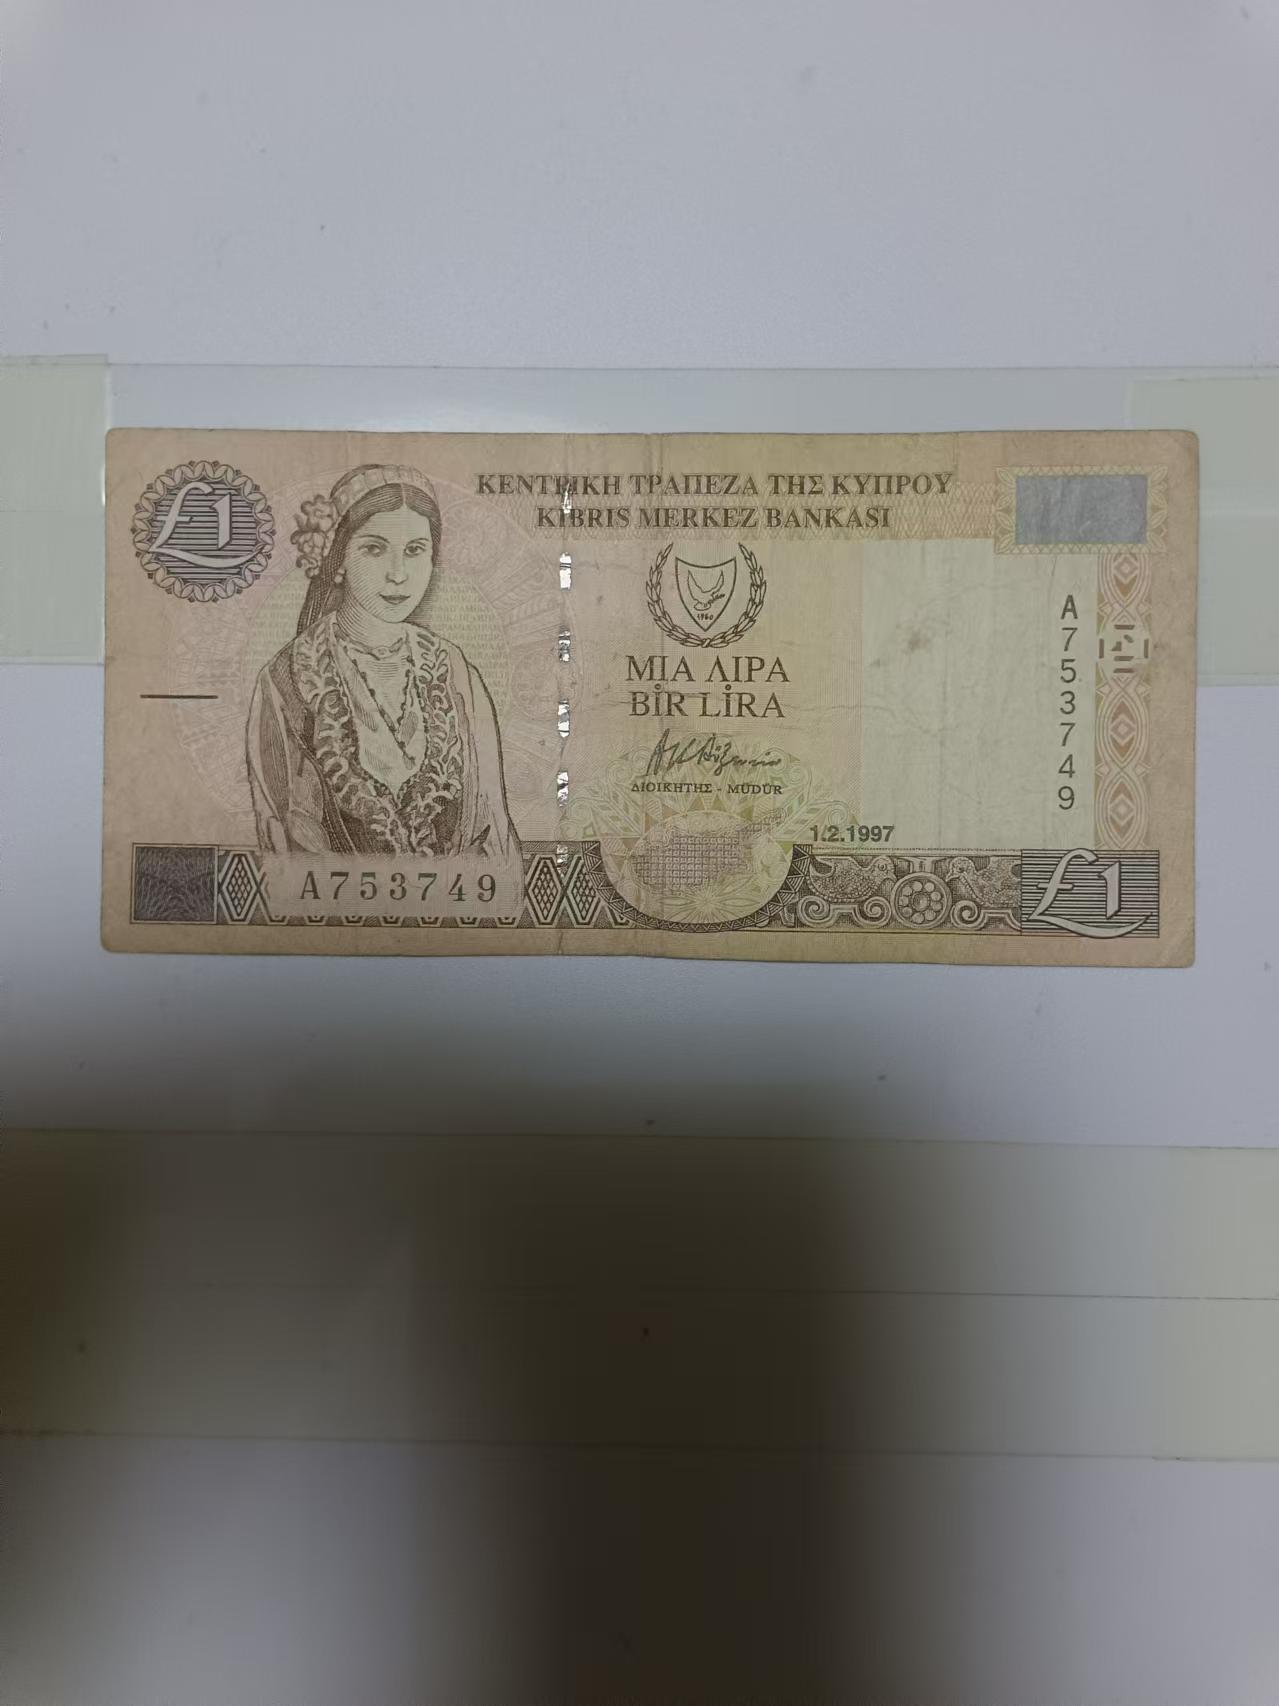 £1
ΚΕΝΤΡΙΚΗ ΤΡΑΠΕΖΑ ΤΗΣ ΚΥΠΡΟΥ
KIBRIS MERKEZ BANKASI
1960
ΜΙΑ ΛΙΡΑ
BİR LİRA
ΔΙΟΙΚΗΤΗΣ - MÜDÜR
1.2.1997
A753749
A753749
£1